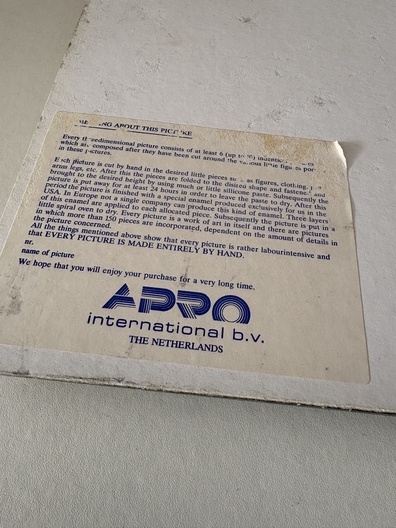 ING ABOUT THIS PICTURE
Every threedimensional picture consists of at least 6 (up to indentic
which are composed after they have been cut around the various little figures por
in these pictures.
Each picture is cut by hand in the desired little pieces such as figures, clothing,
arms legs, etc. After this the pieces are folded to the desired shape and fastened and
brought to the desired height by using much or little silicone paste. Subsequently the
picture is put away for at least 24 hours in order to leave the paste to dry. After this
period the picture is finished with a special enamel produced exclusively for us in the
USA. In Europe not a single company can produce this kind of enamel. Three layers
of this enamel are applied to each allocated piece. Subsequently the picture is put in a
little spiral oven to dry. Every picture is a work of art in itself and there are pictures
in which more than 150 pieces are incorporated, dependent on the amount of details in
the picture concerned.
All the things mentioned above show that every picture is rather labourintensive and
that EVERY PICTURE IS MADE ENTIRELY BY HAND.
nr.
name of picture
We hope that you will enjoy your purchase for a very long time.
APRO
international b.v.
THE NETHERLANDS